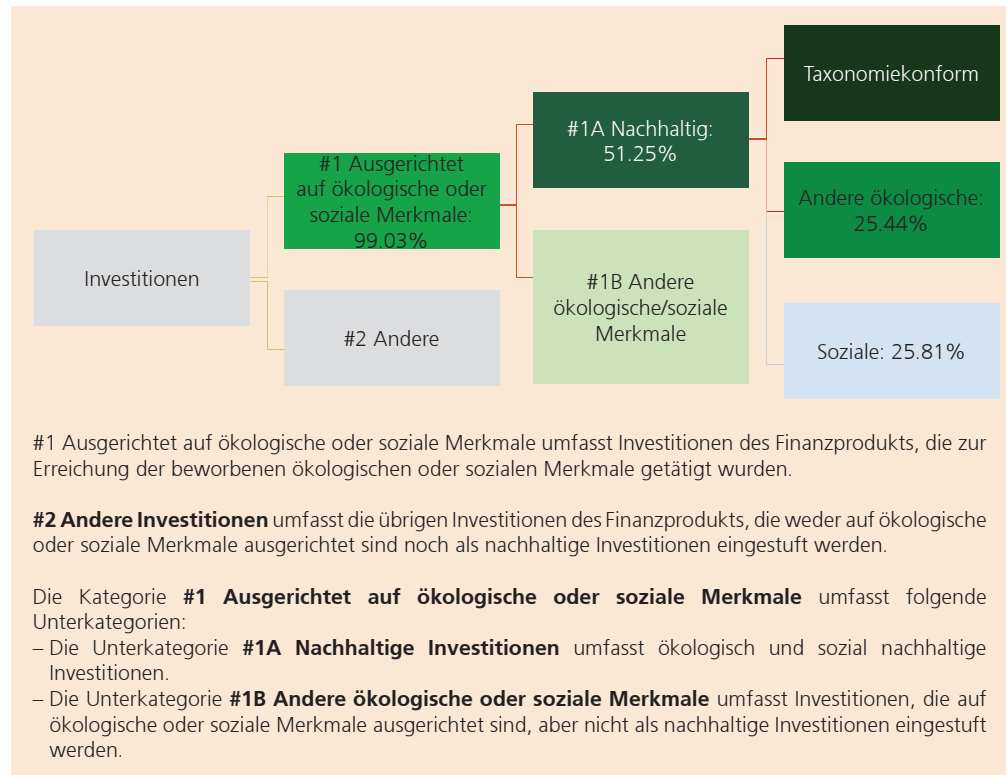 Taxonomiekonform
#1A Nachhaltig:
51.25%
#1 Ausgerichtet
auf ökologische oder
soziale Merkmale:
99.03%
Andere ökologische:
25.44%
Investitionen
#1B Andere
ökologische/soziale
Merkmale
#2 Andere
Soziale: 25.81%
#1 Ausgerichtet auf ökologische oder soziale Merkmale umfasst Investitionen des Finanzprodukts, die zur
Erreichung der beworbenen ökologischen oder sozialen Merkmale getätigt wurden.
#2 Andere Investitionen umfasst die übrigen Investitionen des Finanzprodukts, die weder auf ökologische
oder soziale Merkmale ausgerichtet sind noch als nachhaltige Investitionen eingestuft werden.
Die Kategorie #1 Ausgerichtet auf ökologische oder soziale Merkmale umfasst folgende
Unterkategorien:
– Die Unterkategorie #1A Nachhaltige Investitionen umfasst ökologisch und sozial nachhaltige
Investitionen.
– Die Unterkategorie #1B Andere ökologische oder soziale Merkmale umfasst Investitionen, die auf
ökologische oder soziale Merkmale ausgerichtet sind, aber nicht als nachhaltige Investitionen eingestuft
werden.